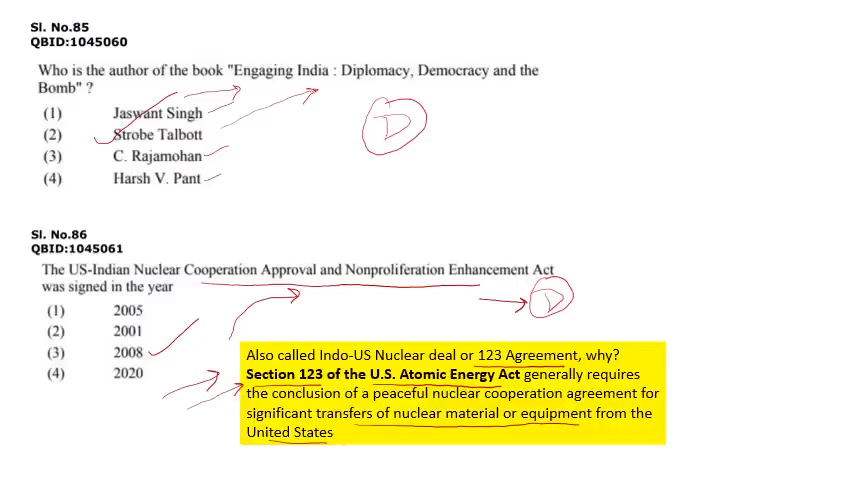 Sl. No.85
QBID:1045060
Who is the author of the book "Engaging India : Diplomacy, Democracy and the
Bomb" ?
(1) Jaswant Singh
(2) Strobe Talbott
(3) C. Rajamohan
(4) Harsh V. Pant
D
Sl. No.86
QBID:1045061
The US-Indian Nuclear Cooperation Approval and Nonproliferation Enhancement Act
was signed in the year
(1) 2005
(2) 2001
(3) 2008
(4) 2020
D
Also called Indo-US Nuclear deal or 123 Agreement, why?
Section 123 of the U.S. Atomic Energy Act generally requires
the conclusion of a peaceful nuclear cooperation agreement for
significant transfers of nuclear material or equipment from the
United States